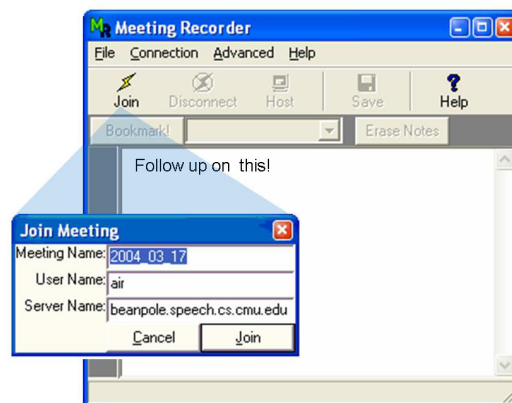 MR Meeting Recorder
File Connection Advanced Help
Join Disconnect Host Save Help
Bookmark! Erase Notes
Follow up on this!
Join Meeting
Meeting Name: 2004_03_17
User Name: air
Server Name: beanpole.speech.cs.cmu.edu
Cancel Join